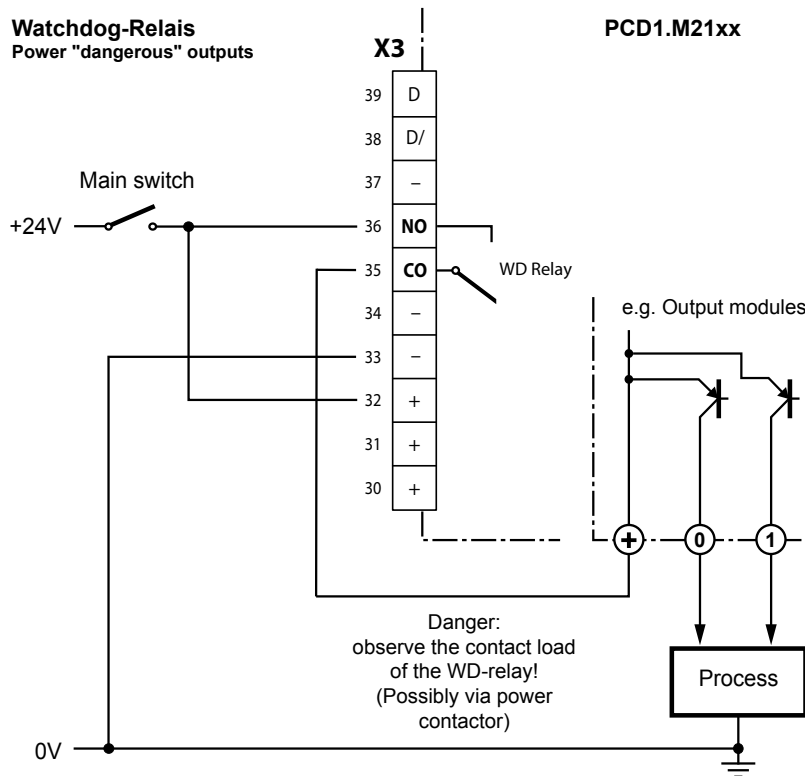 Watchdog-Relais
Power "dangerous" outputs
PCD1.M21xx
X3
39 D
38 D/
37 –
Main switch
+24V
36 NO
35 CO
WD Relay
34 –
33 –
32 +
31 +
30 +
e.g. Output modules
+ 0 1
Danger:
observe the contact load
of the WD-relay!
(Possibly via power
contactor)
Process
0V